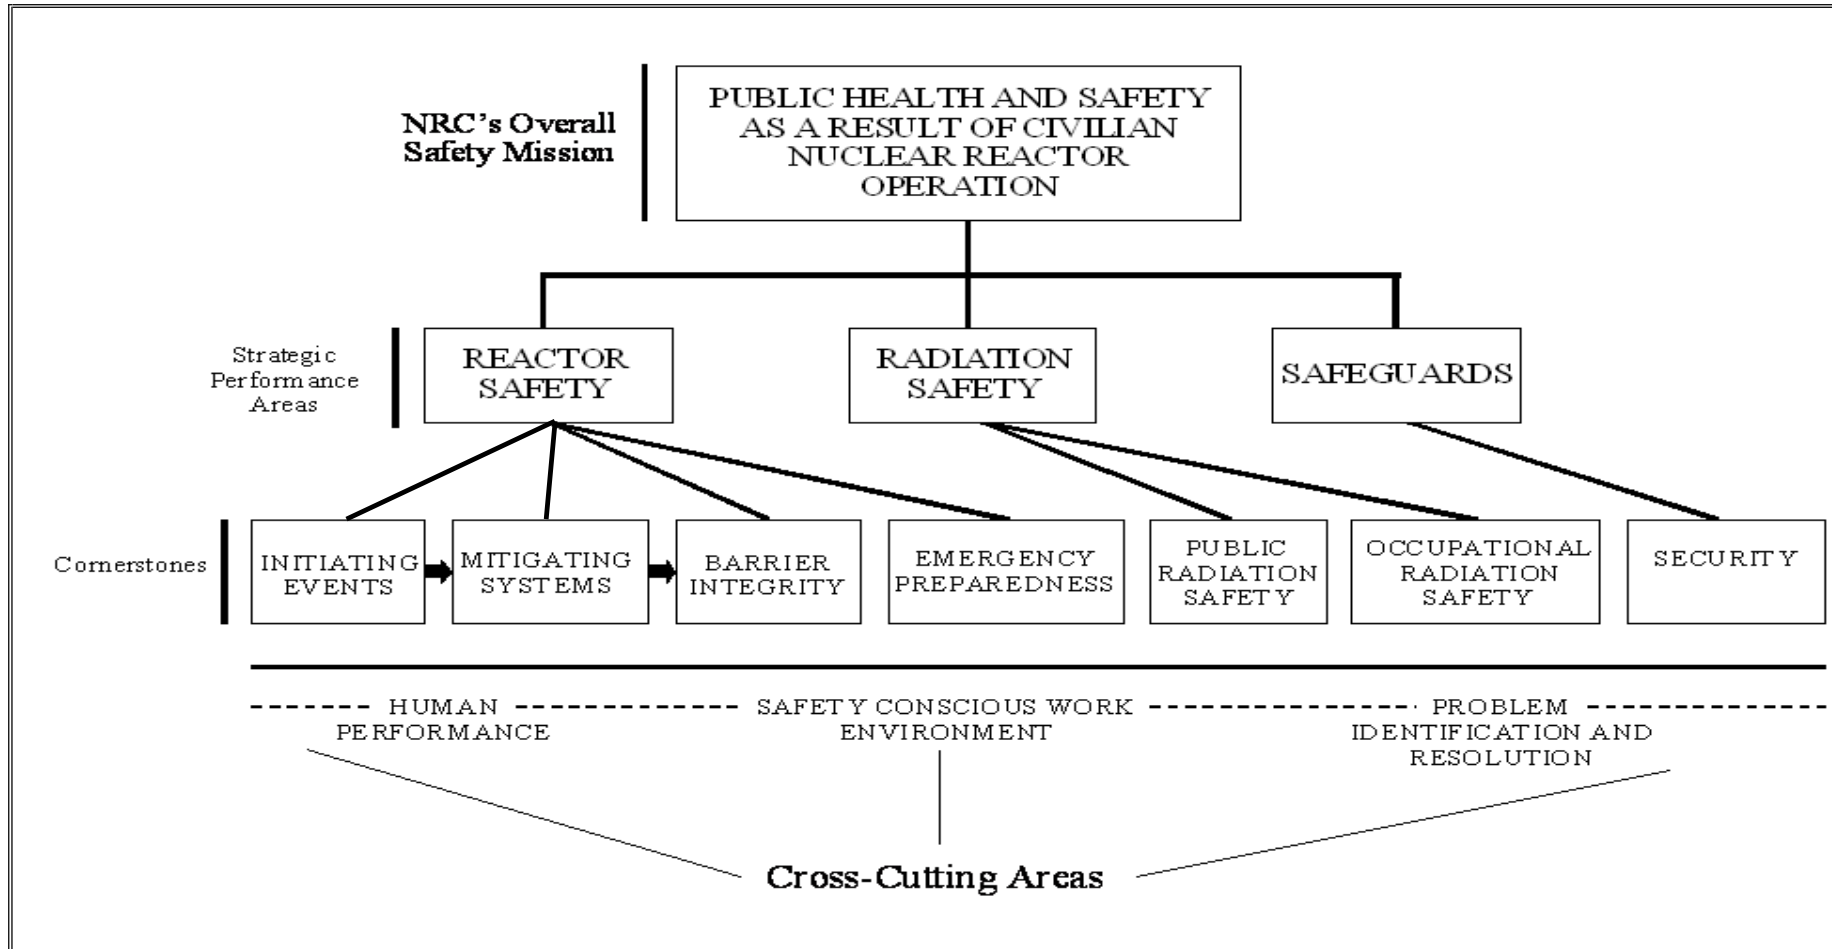 NRC's Overall
Safety Mission
PUBLIC HEALTH AND SAFETY
AS A RESULT OF CIVILIAN
NUCLEAR REACTOR
OPERATION
Strategic
Performance
Areas
REACTOR
SAFETY
RADIATION
SAFETY
SAFEGUARDS
Cornerstones
INITIATING
EVENTS
MITIGATING
SYSTEMS
BARRIER
INTEGRITY
EMERGENCY
PREPAREDNESS
PUBLIC
RADIATION
SAFETY
OCCUPATIONAL
RADIATION
SAFETY
SECURITY
HUMAN
PERFORMANCE
SAFETY CONSCIOUS WORK
ENVIRONMENT
PROBLEM
IDENTIFICATION AND
RESOLUTION
Cross-Cutting Areas